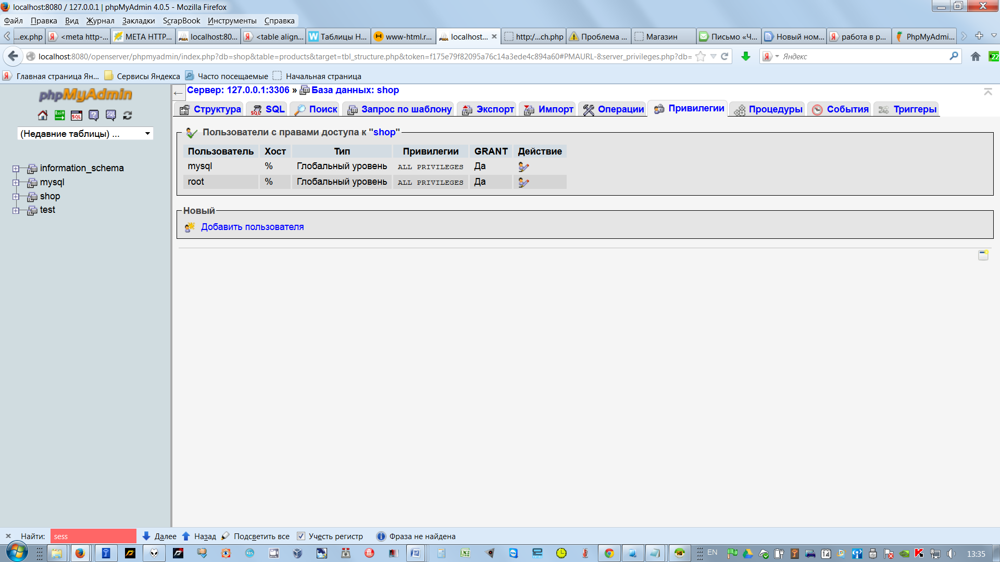 localhost:8080 / 127.0.0.1 | phpMyAdmin 4.0.5 - Mozilla Firefox
Файл Правка Вид Журнал Закладки ScrapBook Инструменты Справка
...ex.php <meta http-... META HTTP... localhost:80... <table align... Таблицы H... www-html.r... localhost... http:/...ch.php Проблема ... Магазин Письмо «Ч... Новый ном... работа в p... PhpMyAdmi...
localhost:8080/openserver/phpmyadmin/index.php?db=shop&table=products&target=tbl_structure.php&token=f175e79f82095a76c14a3ede4c894a60#PMAURL-8:server_privileges.php?db= Яндекс 22
Главная страница Ян... Сервисы Яндекса Часто посещаемые Начальная страница
phpMyAdmin
(Недавние таблицы) ...
information_schema
mysql
shop
test
Сервер: 127.0.0.1:3306 » База данных: shop
Структура SQL Поиск Запрос по шаблону Экспорт Импорт Операции Привилегии Процедуры События Триггеры
Пользователи с правами доступа к "shop"
Пользователь Хост Тип Привилегии GRANT Действие
mysql % Глобальный уровень ALL PRIVILEGES Да
root % Глобальный уровень ALL PRIVILEGES Да
Новый
Добавить пользователя
Найти: sess Далее Назад Подсветить все Учесть регистр Фраза не найдена
EN 13:35